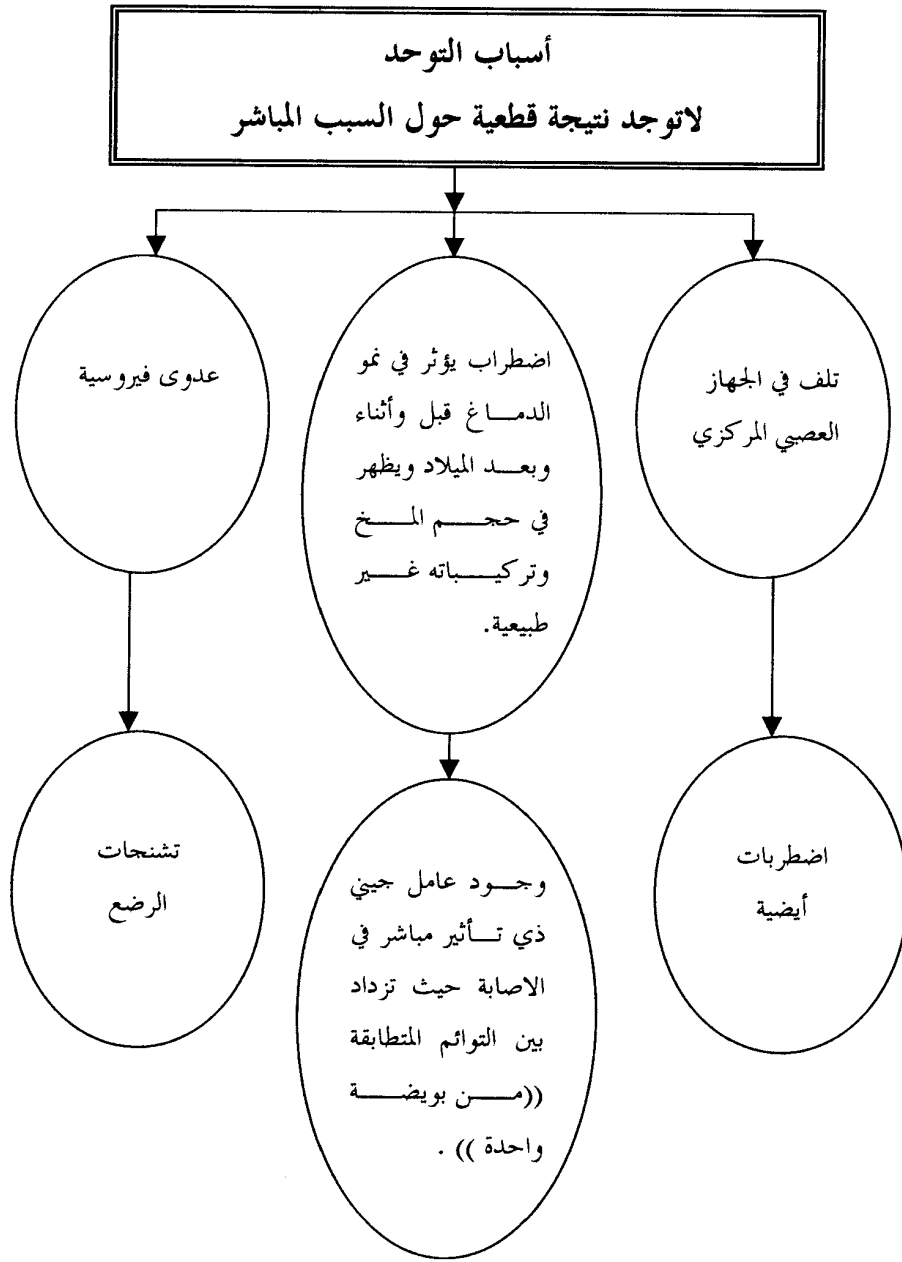 أسباب التوحد
لاتوجد نتيجة قطعية حول السبب المباشر
تلف في الجهاز
العصبي المركزي
اضطراب يؤثر في نمو
الدماغ قبل وأثناء
وبعد الميلاد ويظهر
في حجم المخ
وتركيباته غير
طبيعية.
عدوى فيروسية
اضطربات
أيضية
وجود عامل جيني
ذي تأثير مباشر في
الاصابة حيث تزداد
بين التوائم المتطابقة
((من بويضة
واحدة )) .
تشنجات
الرضع